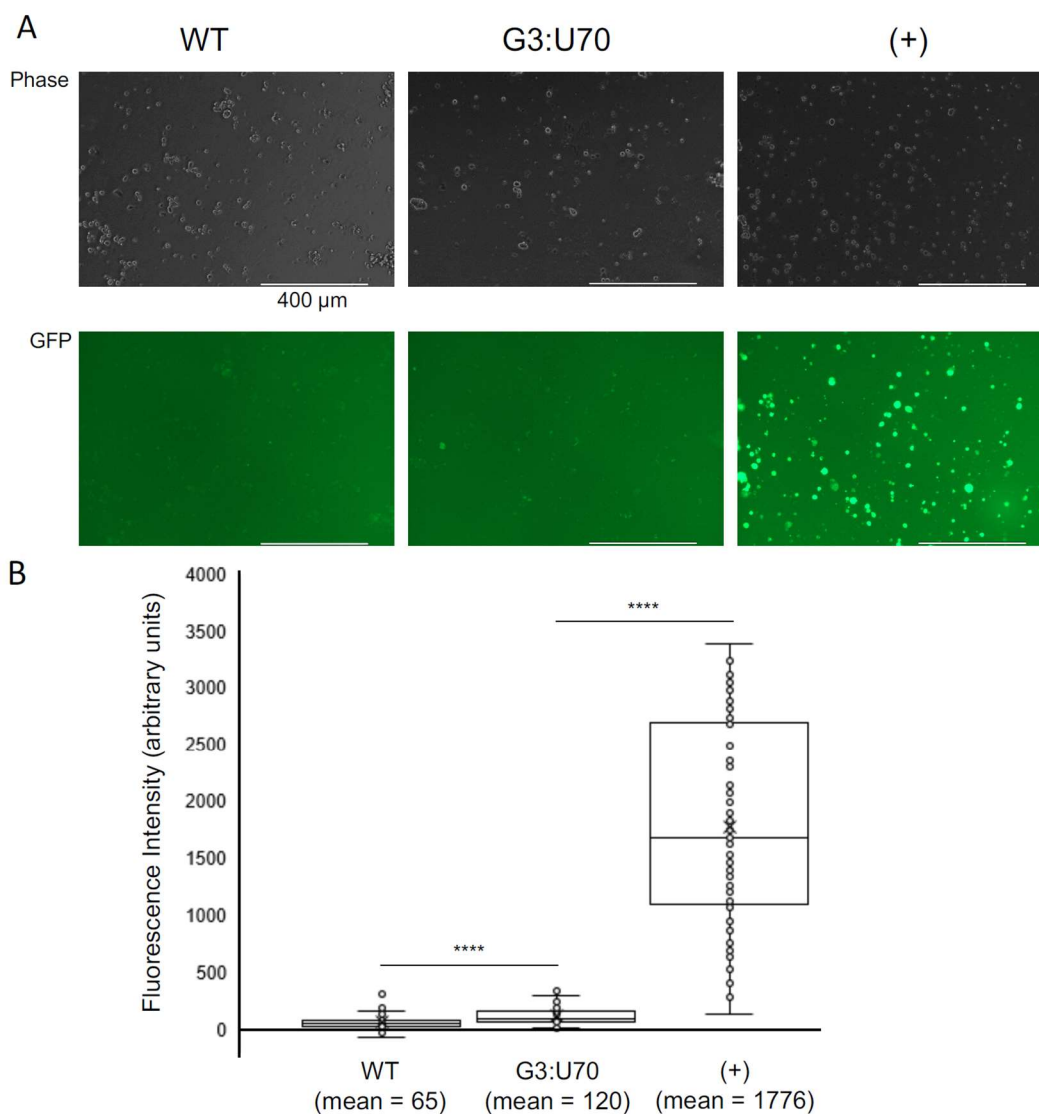 A
WT
G3:U70
(+)
Phase
400 µm
GFP
B
Fluorescence Intensity (arbitrary units)
4000
3500
3000
2500
2000
1500
1000
500
0
****
****
WT
(mean = 65)
G3:U70
(mean = 120)
(+)
(mean = 1776)